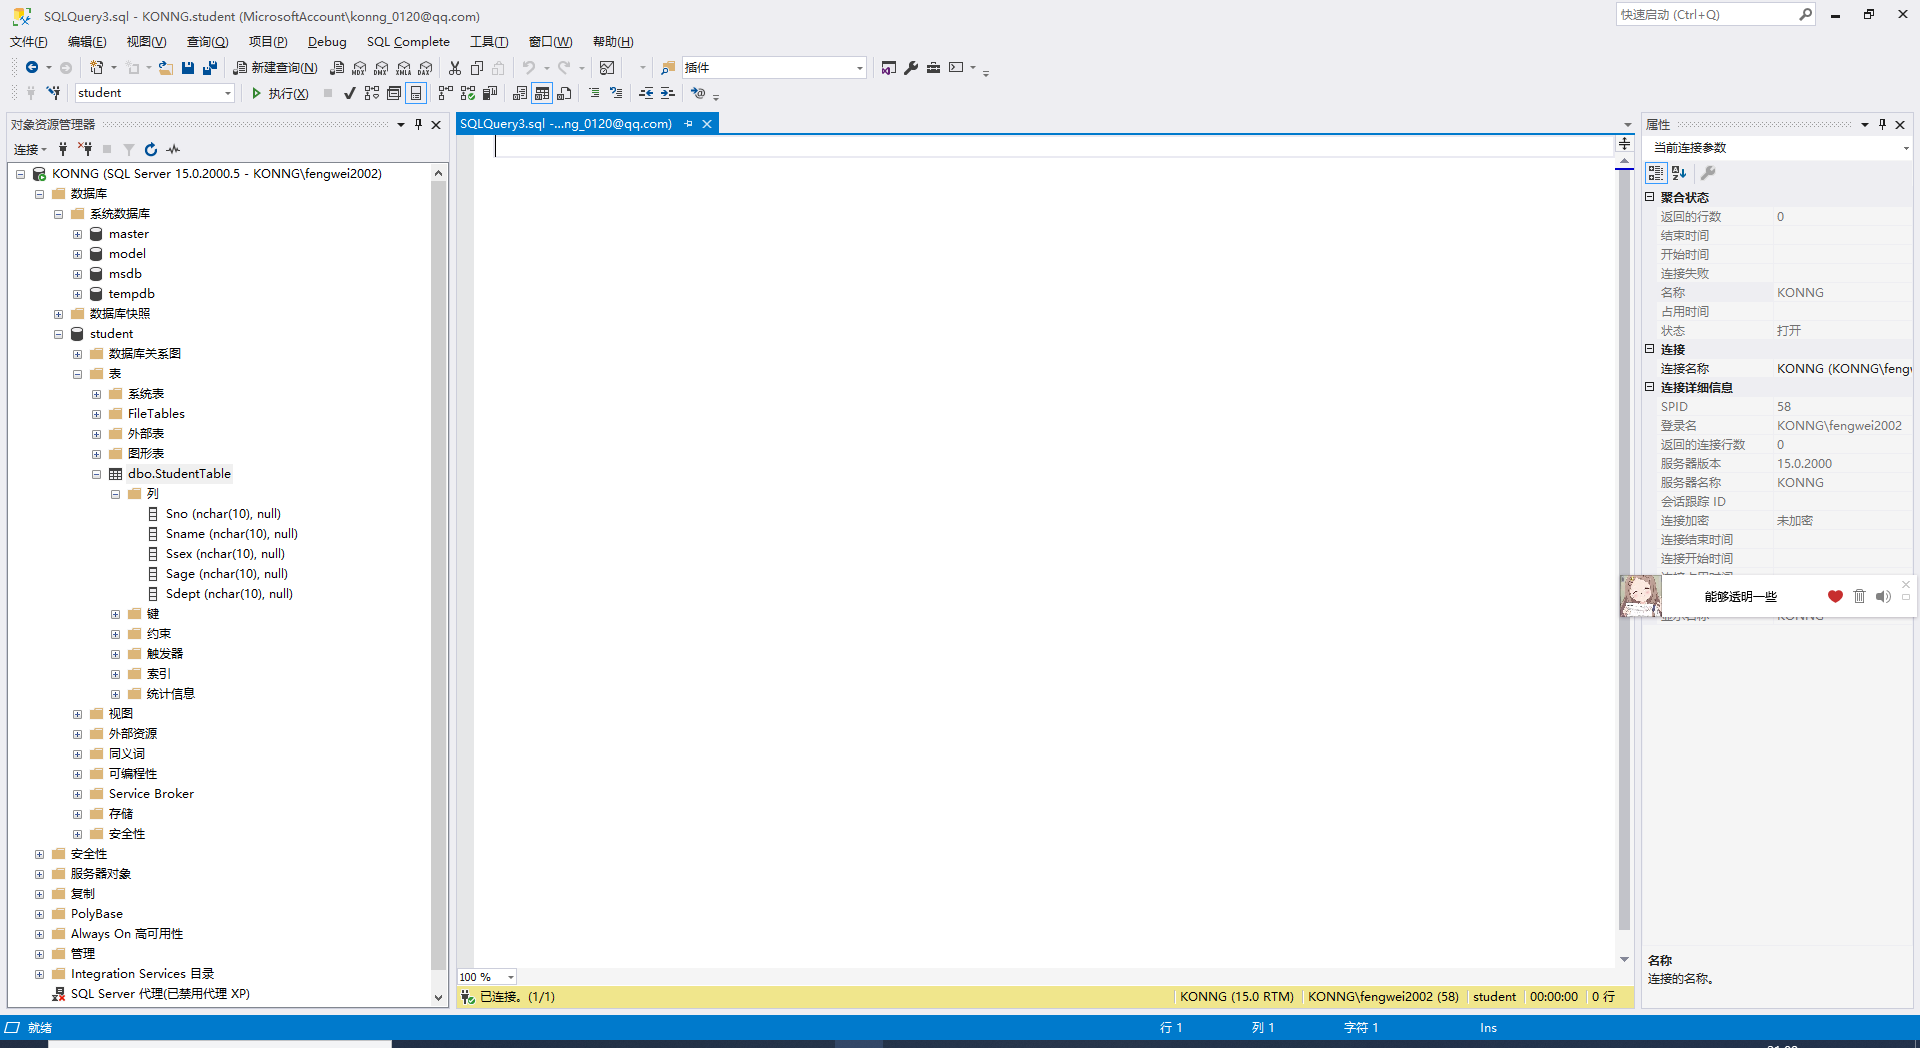 SQLQuery3.sql - KONNG.student (MicrosoftAccount\konng_0120@qq.com)
快速启动 (Ctrl+Q)
文件(F) 编辑(E) 视图(V) 查询(Q) 项目(P) Debug SQL Complete 工具(T) 窗口(W) 帮助(H)
新建查询(N) MDX DMX XMLA DAX 插件
student 执行(X)
对象资源管理器
连接
KONNG (SQL Server 15.0.2000.5 - KONNG\fengwei2002)
数据库
系统数据库
master
model
msdb
tempdb
数据库快照
student
数据库关系图
表
系统表
FileTables
外部表
图形表
dbo.StudentTable
列
Sno (nchar(10), null)
Sname (nchar(10), null)
Ssex (nchar(10), null)
Sage (nchar(10), null)
Sdept (nchar(10), null)
键
约束
触发器
索引
统计信息
视图
外部资源
同义词
可编程性
Service Broker
存储
安全性
安全性
服务器对象
复制
PolyBase
Always On 高可用性
管理
Integration Services 目录
SQL Server 代理(已禁用代理 XP)
SQLQuery3.sql -...ng_0120@qq.com)
100 %
已连接。(1/1)
KONNG (15.0 RTM) KONNG\fengwei2002 (58) student 00:00:00 0 行
属性
当前连接参数
聚合状态
返回的行数 0
结束时间
开始时间
连接失败
名称 KONNG
占用时间
状态 打开
连接
连接名称 KONNG (KONNG\feng
连接详细信息
SPID 58
登录名 KONNG\fengwei2002
返回的连接行数 0
服务器版本 15.0.2000
服务器名称 KONNG
会话跟踪 ID
连接加密 未加密
连接结束时间
连接开始时间
能够透明一些
显示名称 KONNG
名称
连接的名称。
就绪 行 1 列 1 字符 1 Ins